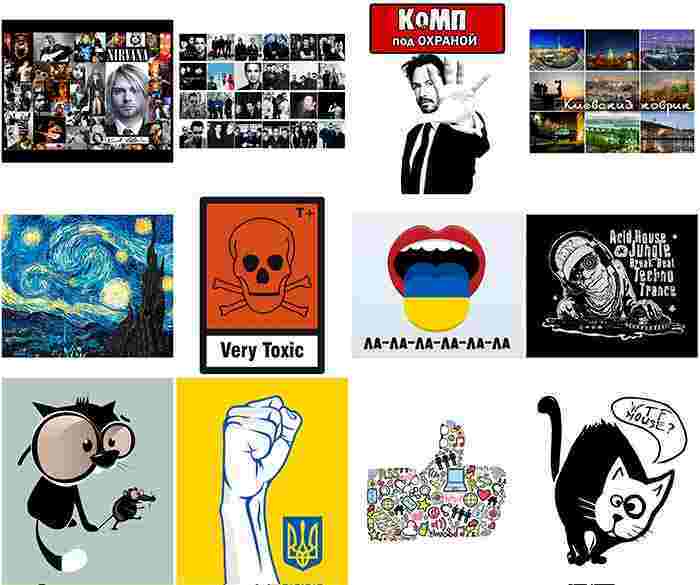 NIRVANA
КоМП
под ОХРАНОЙ
Киевский коврик
T+
Very Toxic
ЛА-ЛА-ЛА-ЛА-ЛА-ЛА
Acid House
Jungle
Break Beat
Techno
Trance
W.T.F
HOUSE?